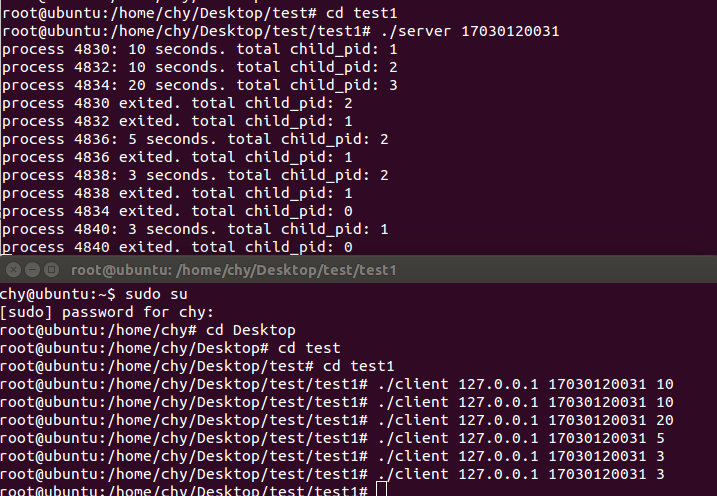 root@ubuntu:/home/chy/Desktop/test# cd test1
root@ubuntu:/home/chy/Desktop/test/test1# ./server 17030120031
process 4830: 10 seconds. total child_pid: 1
process 4832: 10 seconds. total child_pid: 2
process 4834: 20 seconds. total child_pid: 3
process 4830 exited. total child_pid: 2
process 4832 exited. total child_pid: 1
process 4836: 5 seconds. total child_pid: 2
process 4836 exited. total child_pid: 1
process 4838: 3 seconds. total child_pid: 2
process 4838 exited. total child_pid: 1
process 4834 exited. total child_pid: 0
process 4840: 3 seconds. total child_pid: 1
process 4840 exited. total child_pid: 0
root@ubuntu: /home/chy/Desktop/test/test1
chy@ubuntu:~$ sudo su
[sudo] password for chy:
root@ubuntu:/home/chy# cd Desktop
root@ubuntu:/home/chy/Desktop# cd test
root@ubuntu:/home/chy/Desktop/test# cd test1
root@ubuntu:/home/chy/Desktop/test/test1# ./client 127.0.0.1 17030120031 10
root@ubuntu:/home/chy/Desktop/test/test1# ./client 127.0.0.1 17030120031 10
root@ubuntu:/home/chy/Desktop/test/test1# ./client 127.0.0.1 17030120031 20
root@ubuntu:/home/chy/Desktop/test/test1# ./client 127.0.0.1 17030120031 5
root@ubuntu:/home/chy/Desktop/test/test1# ./client 127.0.0.1 17030120031 3
root@ubuntu:/home/chy/Desktop/test/test1# ./client 127.0.0.1 17030120031 3
root@ubuntu:/home/chy/Desktop/test/test1#